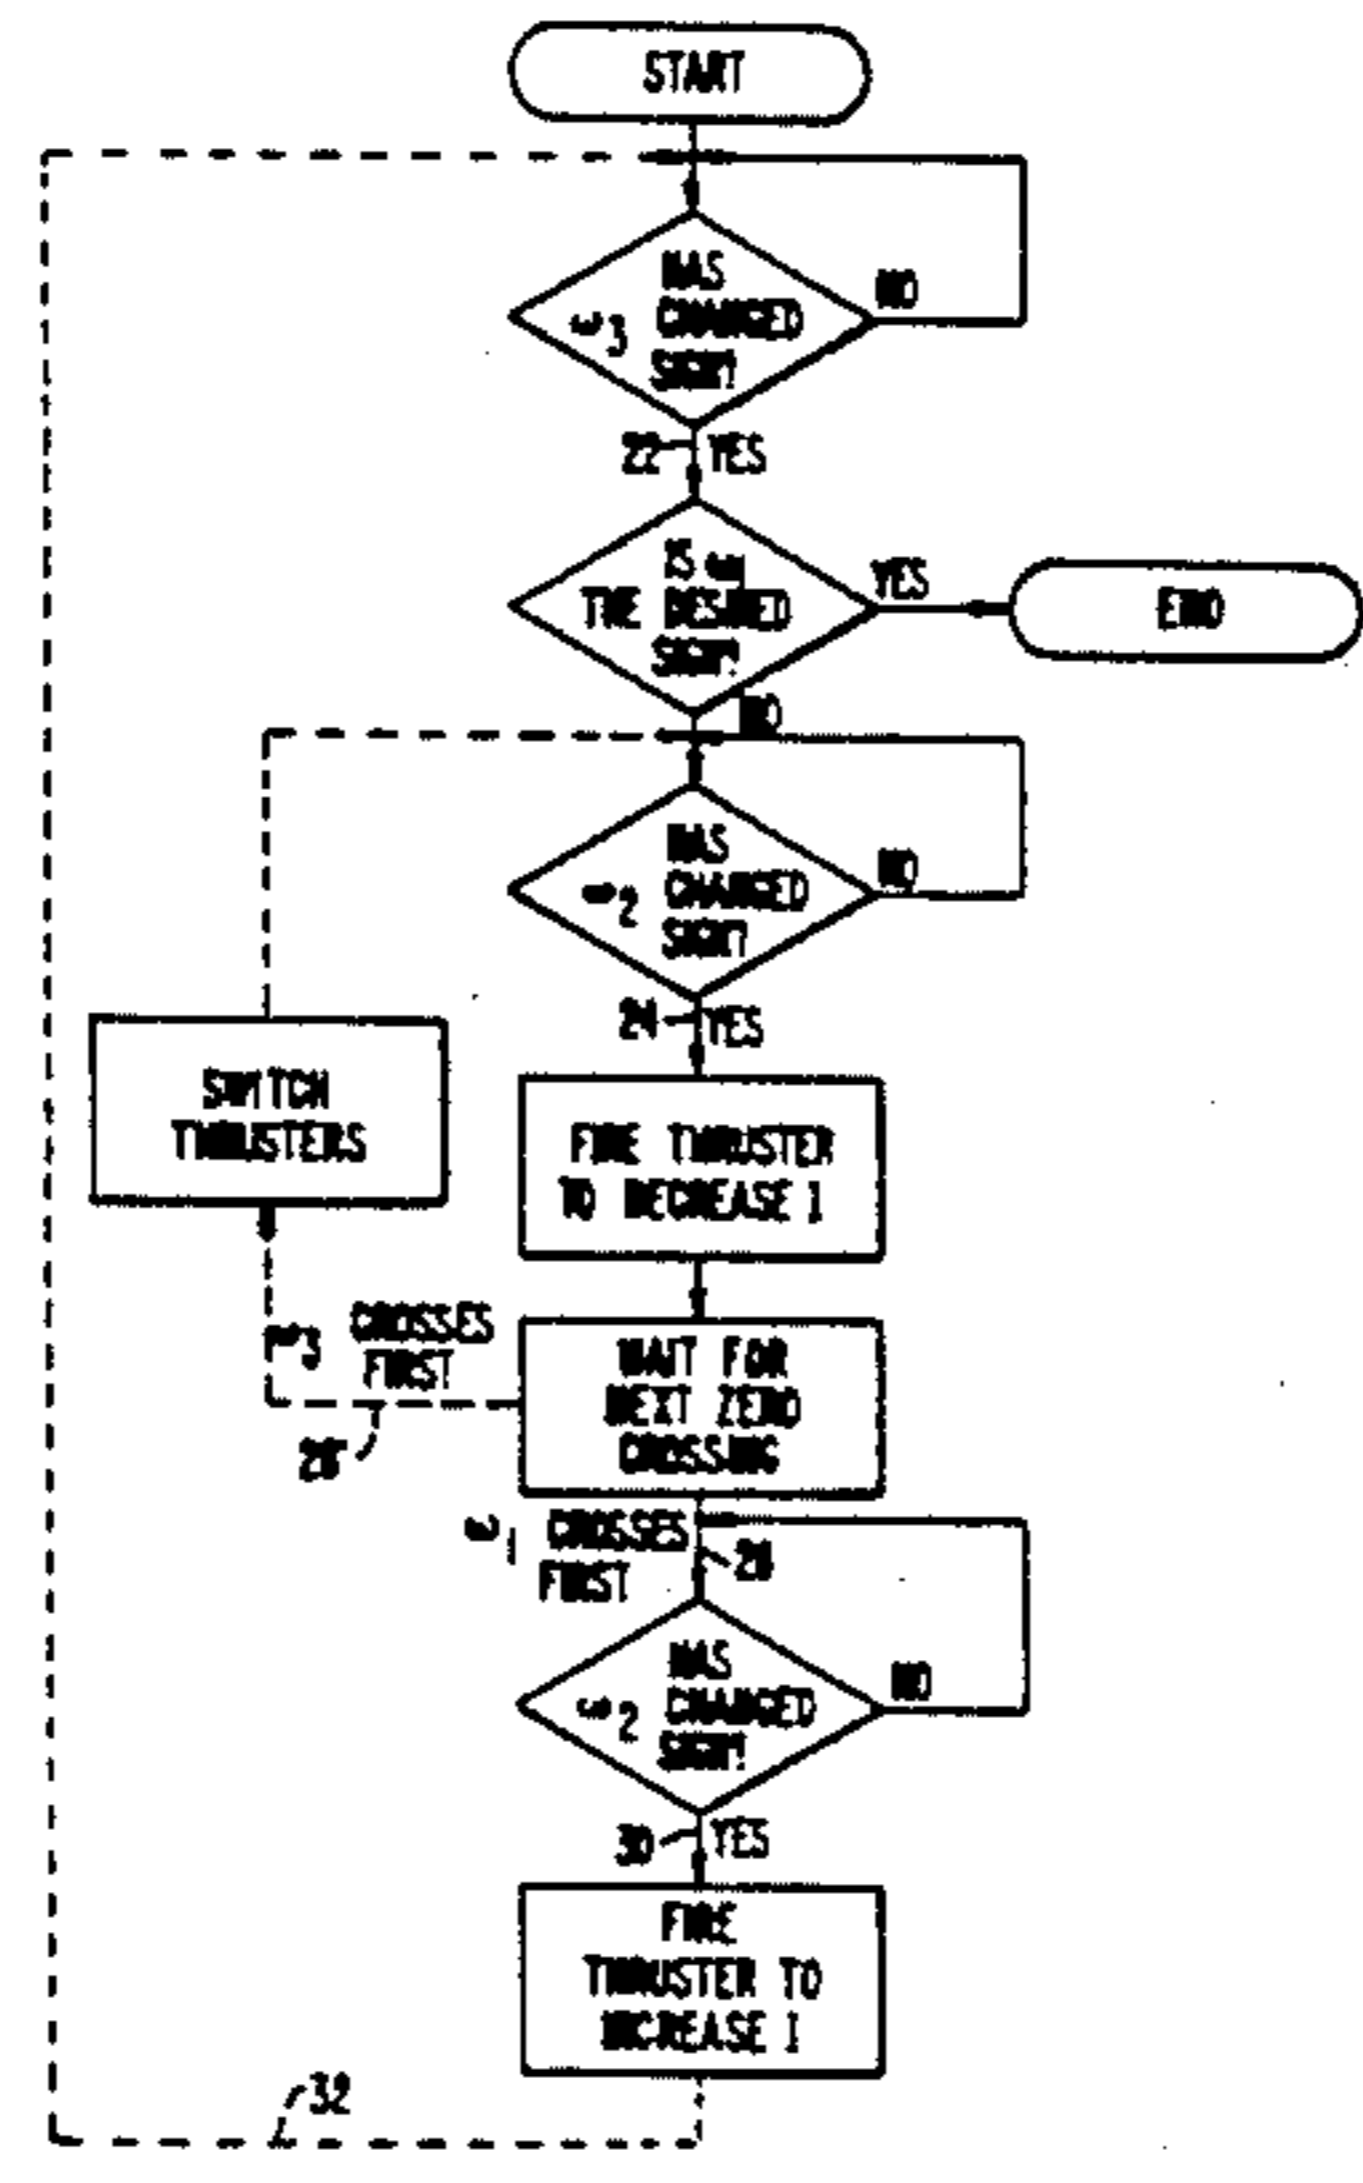 START
HAS
ω3 CHANGED
SIGN?
NO
22
YES
IS ω1
THE DESIRED
SIGN?
YES
END
NO
HAS
ω2 CHANGED
SIGN?
NO
24
YES
SWITCH
THRUSTERS
FIRE THRUSTER
TO DECREASE I
ω3 CROSSES
FIRST
WAIT FOR
NEXT ZERO
CROSSING
ω1 CROSSES
FIRST
28
HAS
ω2 CHANGED
SIGN?
NO
30
YES
FIRE
THRUSTER TO
INCREASE I
32